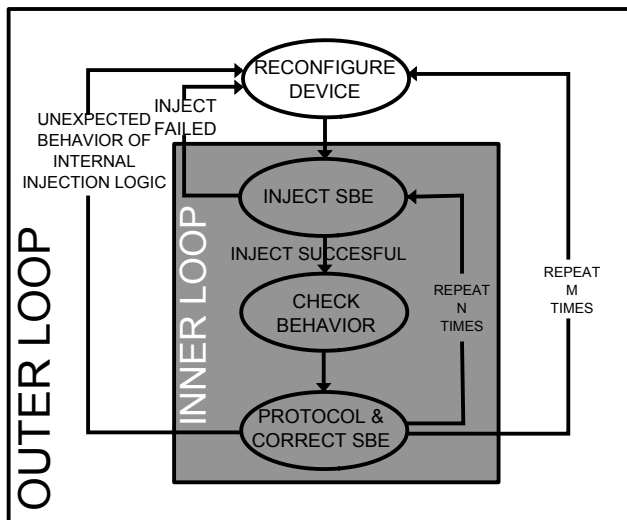 RECONFIGURE
DEVICE
INJECT
FAILED
UNEXPECTED
BEHAVIOR OF
INTERNAL
INJECTION LOGIC
INJECT SBE
INJECT SUCCESFUL
CHECK
BEHAVIOR
REPEAT
N
TIMES
REPEAT
M
TIMES
PROTOCOL &
CORRECT SBE
INNER LOOP
OUTER LOOP